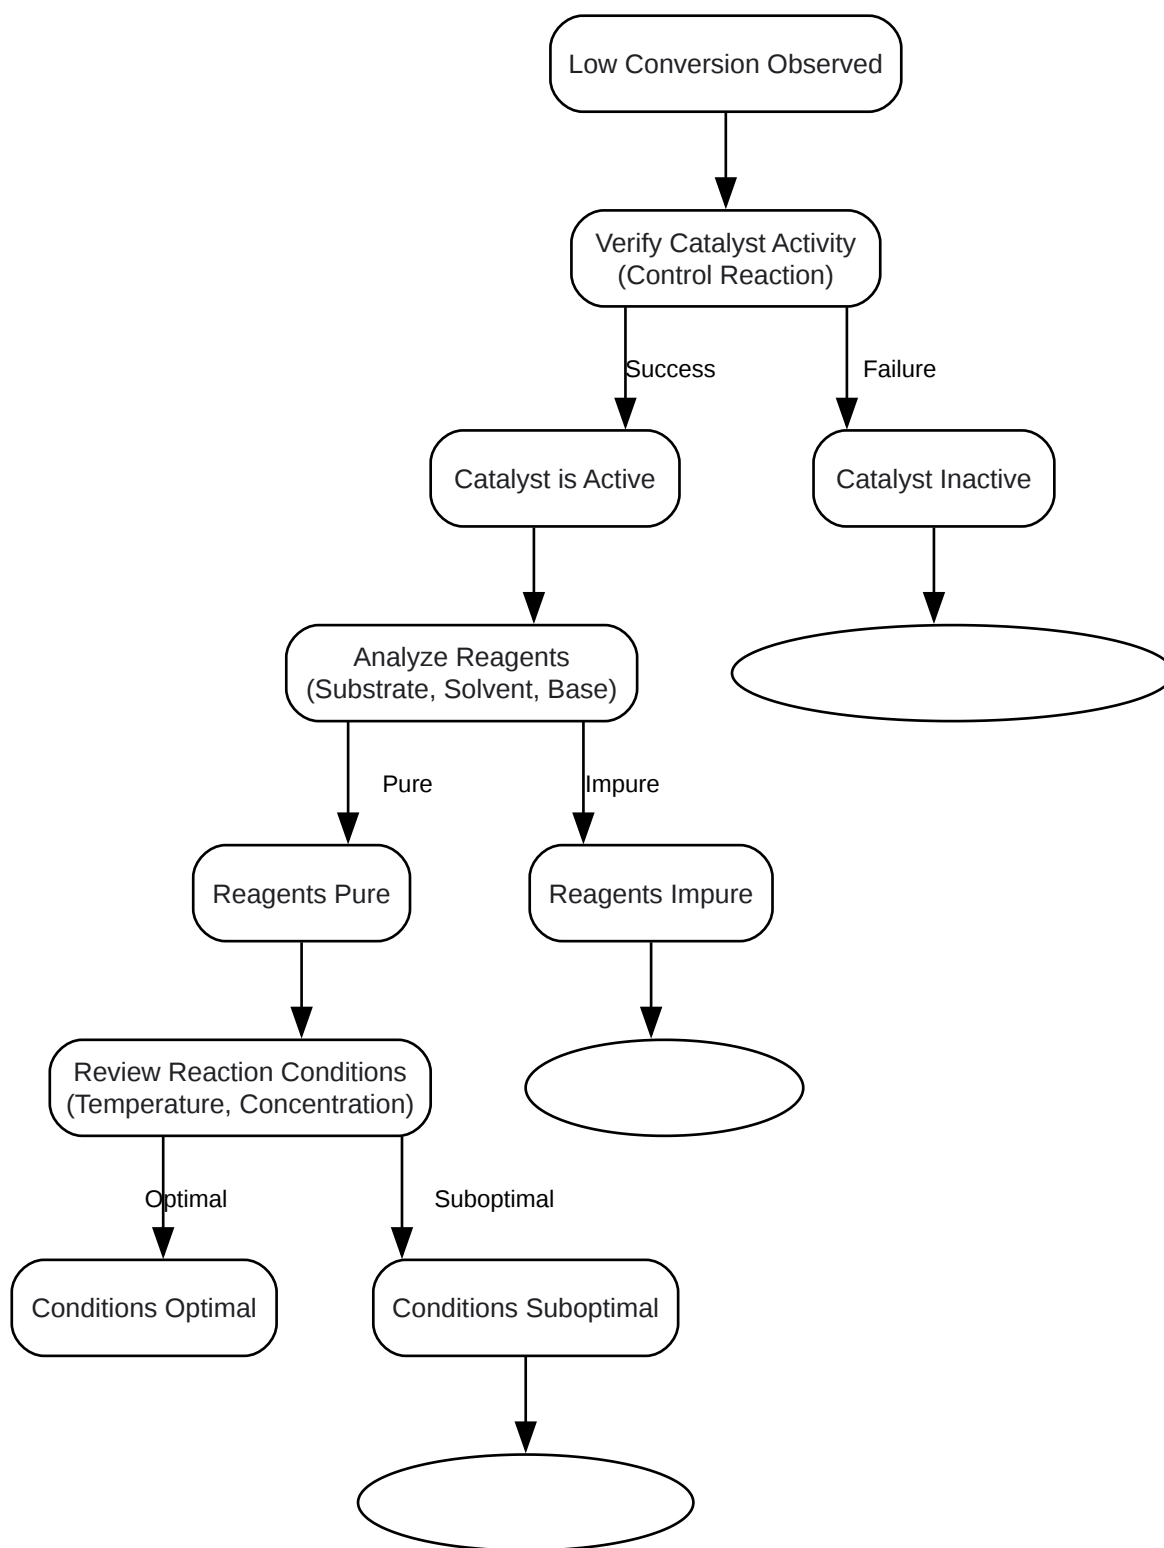 Low Conversion Observed
Verify Catalyst Activity
(Control Reaction)
Success
Failure
Catalyst is Active
Catalyst Inactive
Analyze Reagents
(Substrate, Solvent, Base)
Pure
Impure
Reagents Pure
Reagents Impure
Review Reaction Conditions
(Temperature, Concentration)
Optimal
Suboptimal
Conditions Optimal
Conditions Suboptimal